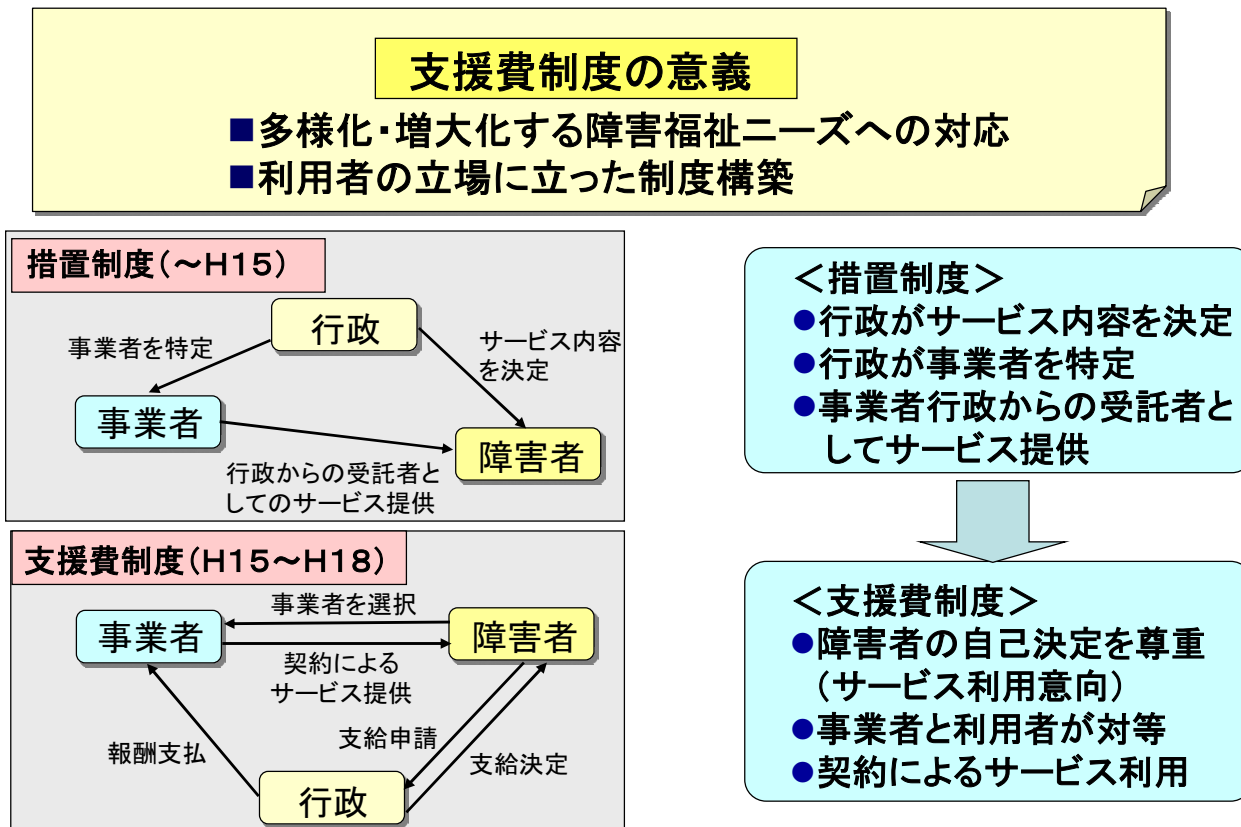 支援費制度の意義
■多様化・増大化する障害福祉ニーズへの対応
■利用者の立場に立った制度構築
措置制度(～H15)
行政
事業者を特定
サービス内容
を決定
事業者
障害者
行政からの受託者と
してのサービス提供
支援費制度(H15～H18)
事業者を選択
事業者
障害者
契約による
サービス提供
支給申請
報酬支払
支給決定
行政
＜措置制度＞
●行政がサービス内容を決定
●行政が事業者を特定
●事業者行政からの受託者と
してサービス提供
＜支援費制度＞
●障害者の自己決定を尊重
(サービス利用意向)
●事業者と利用者が対等
●契約によるサービス利用